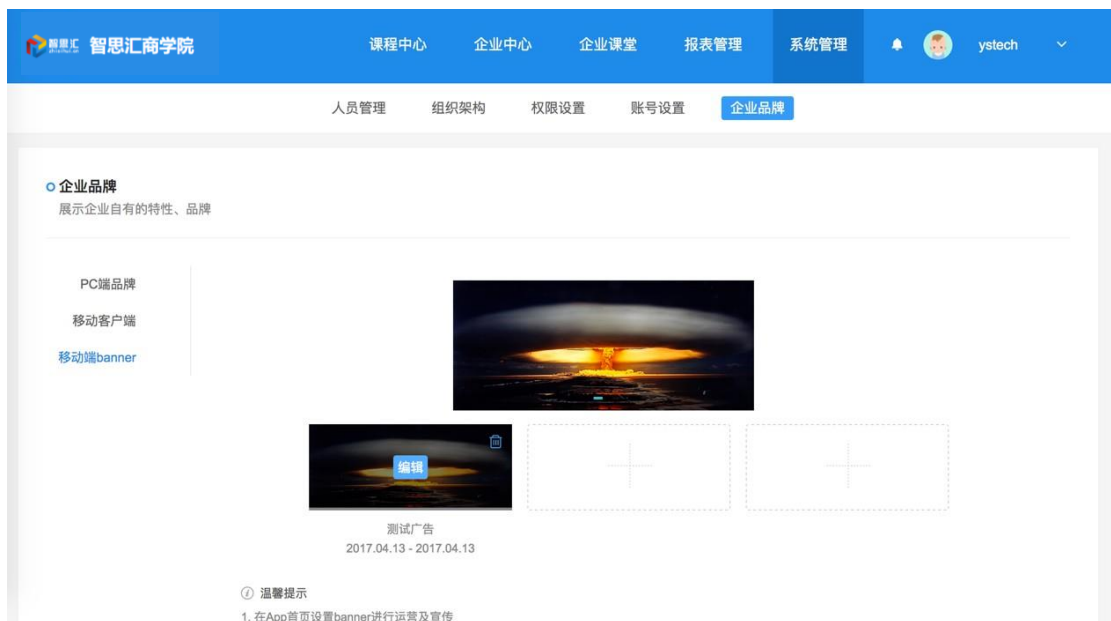 智思汇 智思汇商学院 课程中心 企业中心 企业课堂 报表管理 系统管理 ystech
人员管理 组织架构 权限设置 账号设置 企业品牌
企业品牌
展示企业自有的特性、品牌
PC端品牌
移动客户端
移动端banner
编辑
测试广告
2017.04.13 - 2017.04.13
温馨提示
1. 在App首页设置banner进行运营及宣传